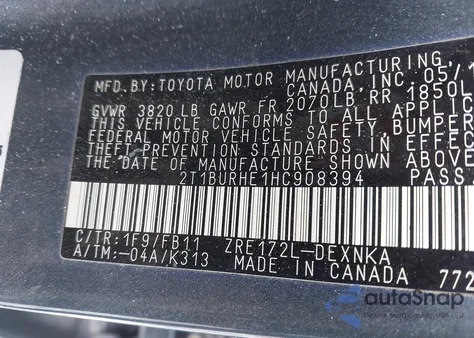 MFD. BY: TOYOTA MOTOR MANUFACTURING,
CANADA, INC. 05/1
GVWR 3820LB GAWR FR 2070LB, RR 1850L
THIS VEHICLE CONFORMS TO ALL APPLIC
FEDERAL MOTOR VEHICLE SAFETY, BUMPER
THEFT PREVENTION STANDARDS IN EFFEC
THE DATE OF MANUFACTURE SHOWN ABOVE
2T1BURHE1HC908394 PASS
C/TR: 1F9/FB11 ZRE172L-DEXNKA
A/TM: -04A/K313 MADE IN CANADA 772
autoSnap